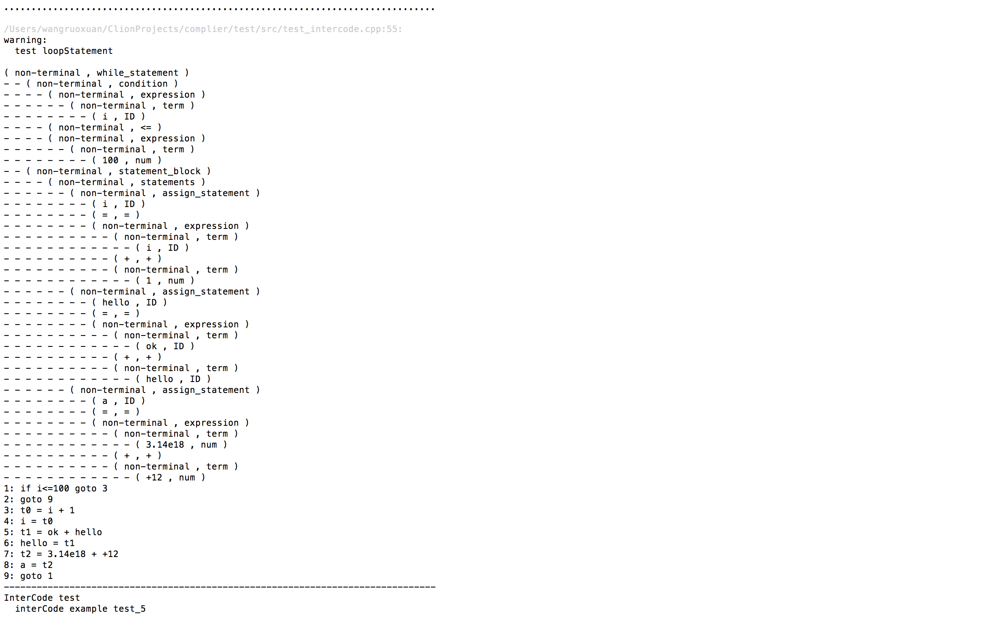 ...............................................................................
/Users/wangruoxuan/ClionProjects/complier/test/src/test_intercode.cpp:55:
warning:
  test loopStatement

( non-terminal , while_statement )
- - ( non-terminal , condition )
- - - - ( non-terminal , expression )
- - - - - - ( non-terminal , term )
- - - - - - - - ( i , ID )
- - - - ( non-terminal , <= )
- - - - ( non-terminal , expression )
- - - - - - ( non-terminal , term )
- - - - - - - - ( 100 , num )
- - ( non-terminal , statement_block )
- - - - ( non-terminal , statements )
- - - - - - ( non-terminal , assign_statement )
- - - - - - - - ( i , ID )
- - - - - - - - ( = , = )
- - - - - - - - ( non-terminal , expression )
- - - - - - - - - - ( non-terminal , term )
- - - - - - - - - - - - ( i , ID )
- - - - - - - - - - ( + , + )
- - - - - - - - - - ( non-terminal , term )
- - - - - - - - - - - - ( 1 , num )
- - - - - - ( non-terminal , assign_statement )
- - - - - - - - ( hello , ID )
- - - - - - - - ( = , = )
- - - - - - - - ( non-terminal , expression )
- - - - - - - - - - ( non-terminal , term )
- - - - - - - - - - - - ( ok , ID )
- - - - - - - - - - ( + , + )
- - - - - - - - - - ( non-terminal , term )
- - - - - - - - - - - - ( hello , ID )
- - - - - - ( non-terminal , assign_statement )
- - - - - - - - ( a , ID )
- - - - - - - - ( = , = )
- - - - - - - - ( non-terminal , expression )
- - - - - - - - - - ( non-terminal , term )
- - - - - - - - - - - - ( 3.14e18 , num )
- - - - - - - - - - ( + , + )
- - - - - - - - - - ( non-terminal , term )
- - - - - - - - - - - - ( +12 , num )
1: if i<=100 goto 3
2: goto 9
3: t0 = i + 1
4: i = t0
5: t1 = ok + hello
6: hello = t1
7: t2 = 3.14e18 + +12
8: a = t2
9: goto 1
-------------------------------------------------------------------------------
InterCode test
  interCode example test_5